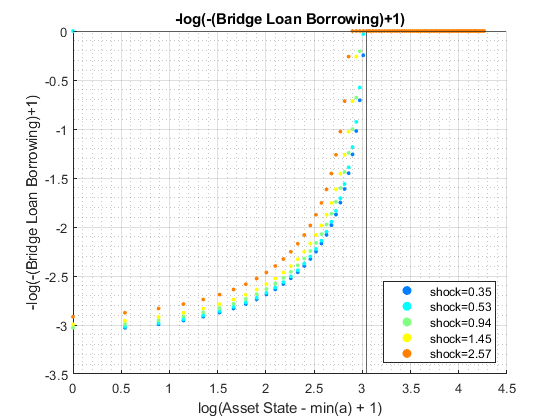 -log(-(Bridge Loan Borrowing)+1)
-log(-(Bridge Loan Borrowing)+1)
0
-0.5
-1
-1.5
-2
-2.5
-3
-3.5
shock=0.35
shock=0.53
shock=0.94
shock=1.45
shock=2.57
0 0.5 1 1.5 2 2.5 3 3.5 4 4.5
log(Asset State - min(a) + 1)